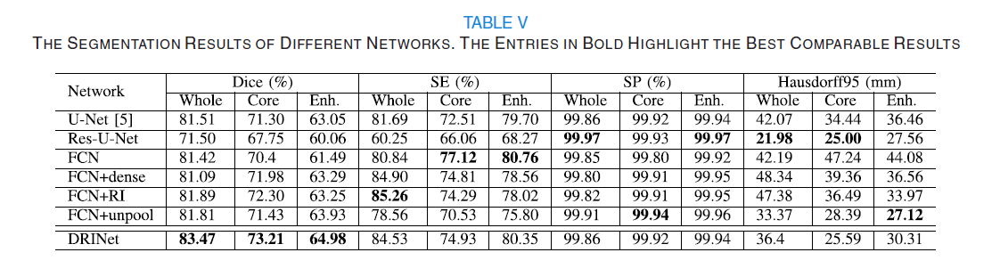 TABLE V
THE SEGMENTATION RESULTS OF DIFFERENT NETWORKS. THE ENTRIES IN BOLD HIGHLIGHT THE BEST COMPARABLE RESULTS
Network Dice (%) SE (%) SP (%) Hausdorff95 (mm)
Whole Core Enh. Whole Core Enh. Whole Core Enh. Whole Core Enh.
U-Net [5] 81.51 71.30 63.05 81.69 72.51 79.70 99.86 99.92 99.94 42.07 34.44 36.46
Res-U-Net 71.50 67.75 60.06 60.25 66.06 68.27 99.97 99.93 99.97 21.98 25.00 27.56
FCN 81.42 70.4 61.49 80.84 77.12 80.76 99.85 99.80 99.92 42.19 47.24 44.08
FCN+dense 81.09 71.98 63.29 84.90 74.81 78.56 99.80 99.91 99.95 48.34 39.36 36.56
FCN+RI 81.89 72.30 63.25 85.26 74.29 78.02 99.82 99.91 99.95 47.38 36.49 33.97
FCN+unpool 81.81 71.43 63.93 78.56 70.53 75.80 99.91 99.94 99.96 33.37 28.39 27.12
DRINet 83.47 73.21 64.98 84.53 74.93 80.35 99.86 99.92 99.94 36.4 25.59 30.31